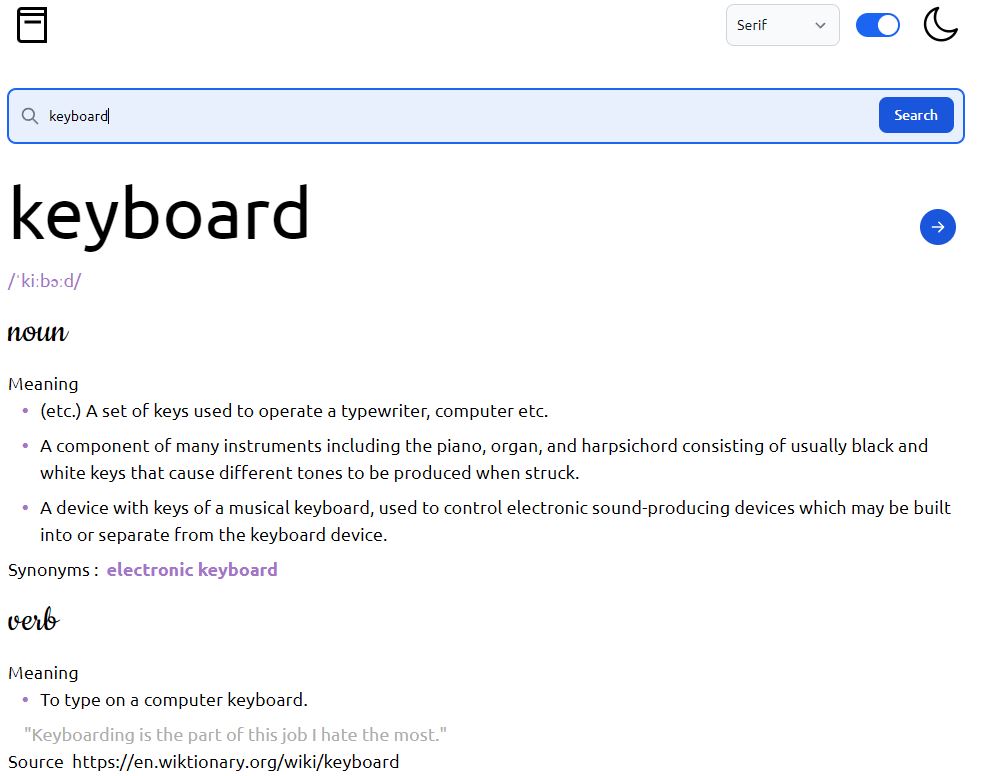 Serif
keyboard
Search
keyboard
/ˈkiːbɔːd/
noun
Meaning
(etc.) A set of keys used to operate a typewriter, computer etc.
A component of many instruments including the piano, organ, and harpsichord consisting of usually black and
white keys that cause different tones to be produced when struck.
A device with keys of a musical keyboard, used to control electronic sound-producing devices which may be built
into or separate from the keyboard device.
Synonyms : electronic keyboard
verb
Meaning
To type on a computer keyboard.
"Keyboarding is the part of this job I hate the most."
Source https://en.wiktionary.org/wiki/keyboard